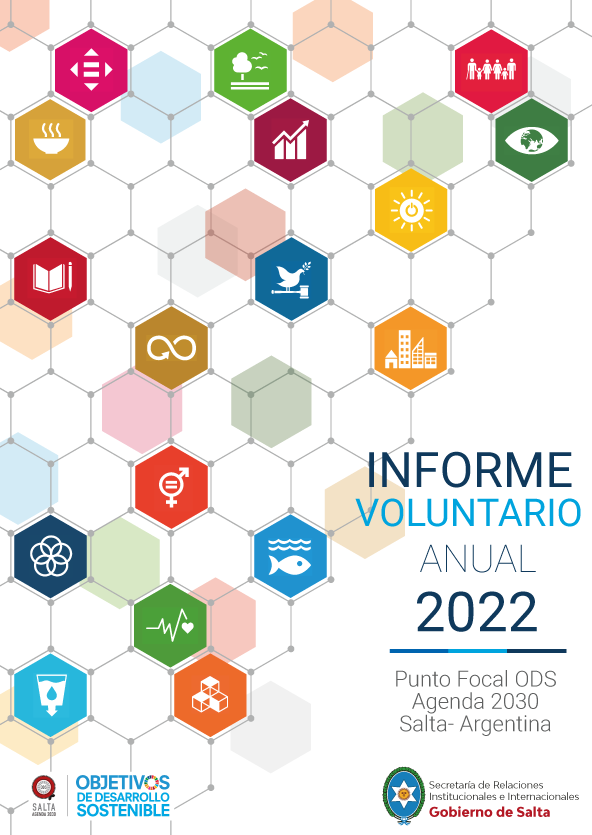 INFORME
VOLUNTARIO
ANUAL
2022
Punto Focal ODS
Agenda 2030
Salta- Argentina
SALTA
AGENDA 2030
OBJETIVOS
DE DESARROLLO
SOSTENIBLE
Secretaría de Relaciones
Institucionales e Internacionales
Gobierno de Salta